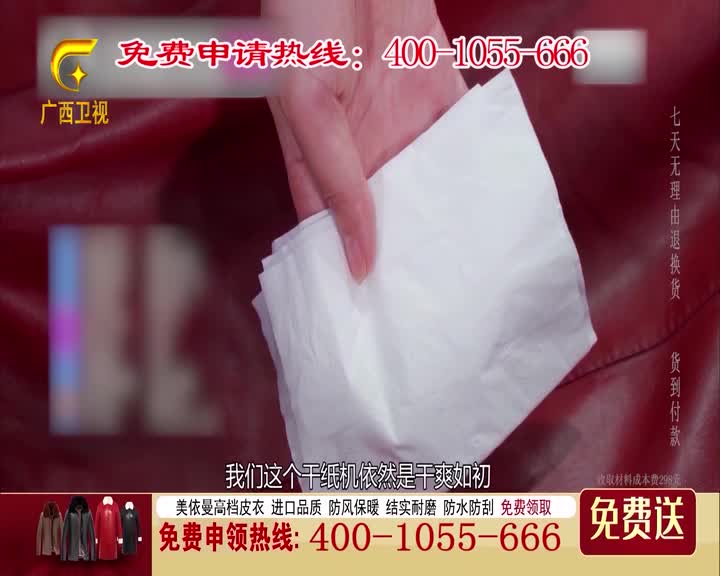 免费申请热线：400-1055-666
广西卫视
七天无理由退换货 货到付款
我们这个干纸机依然是干爽如初
收取材料成本费298元
美依曼高档皮衣 进口品质 防风保暖 结实耐磨 防水防刮 免费领取
免费申领热线:400-1055-666
免费送